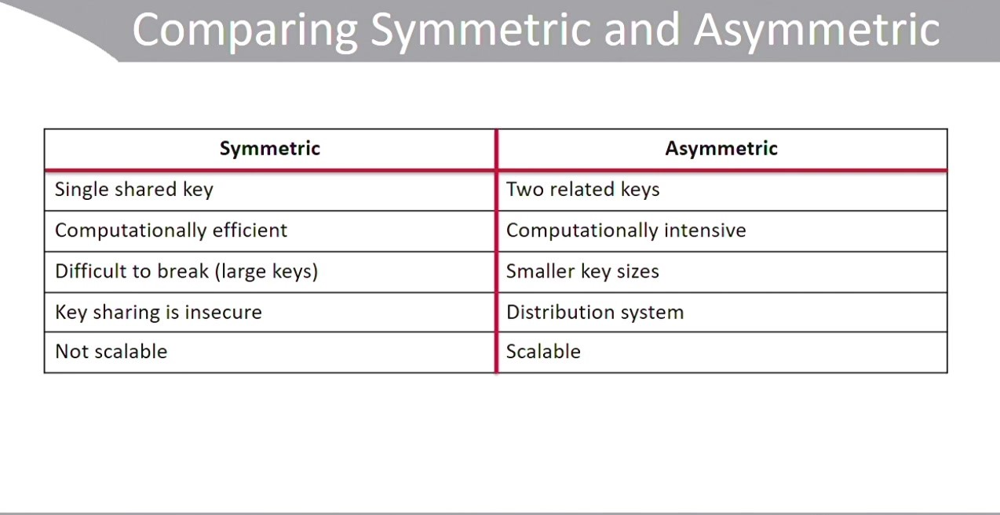 Comparing Symmetric and Asymmetric
Symmetric Asymmetric
Single shared key Two related keys
Computationally efficient Computationally intensive
Difficult to break (large keys) Smaller key sizes
Key sharing is insecure Distribution system
Not scalable Scalable